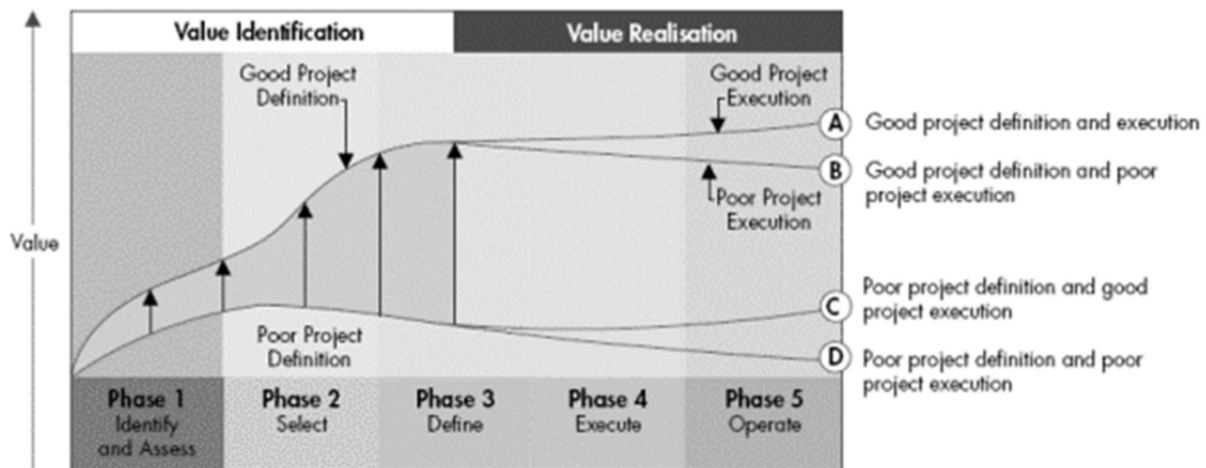 Value Identification
Value Realisation
Good Project
Definition
Good Project
Execution
A
Good project definition and execution
B
Good project definition and poor
project execution
Poor Project
Execution
Value
C
Poor project definition and good
project execution
Poor Project
Definition
D
Poor project definition and poor
project execution
Phase 1
Identify
and Assess
Phase 2
Select
Phase 3
Define
Phase 4
Execute
Phase 5
Operate